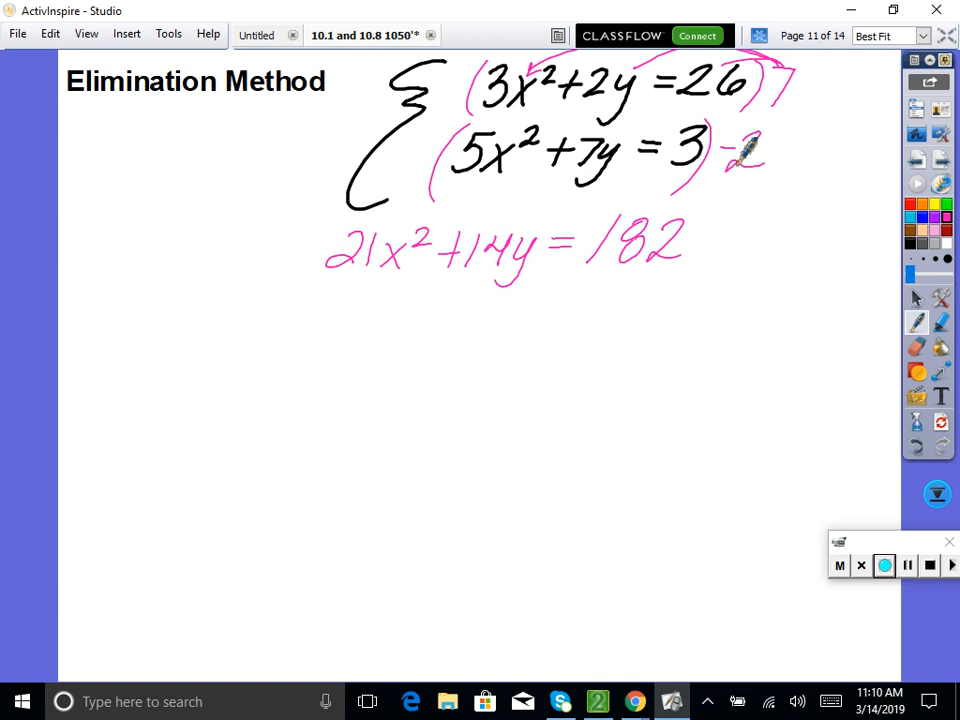 ActivInspire - Studio
File Edit View Insert Tools Help Untitled 10.1 and 10.8 1050'* CLASSFLOW Connect Page 11 of 14 Best Fit
Elimination Method
(3x²+2y=26)7
(5x²+7y=3)-2
21x²+14y=182
M
Type here to search
11:10 AM
3/14/2019